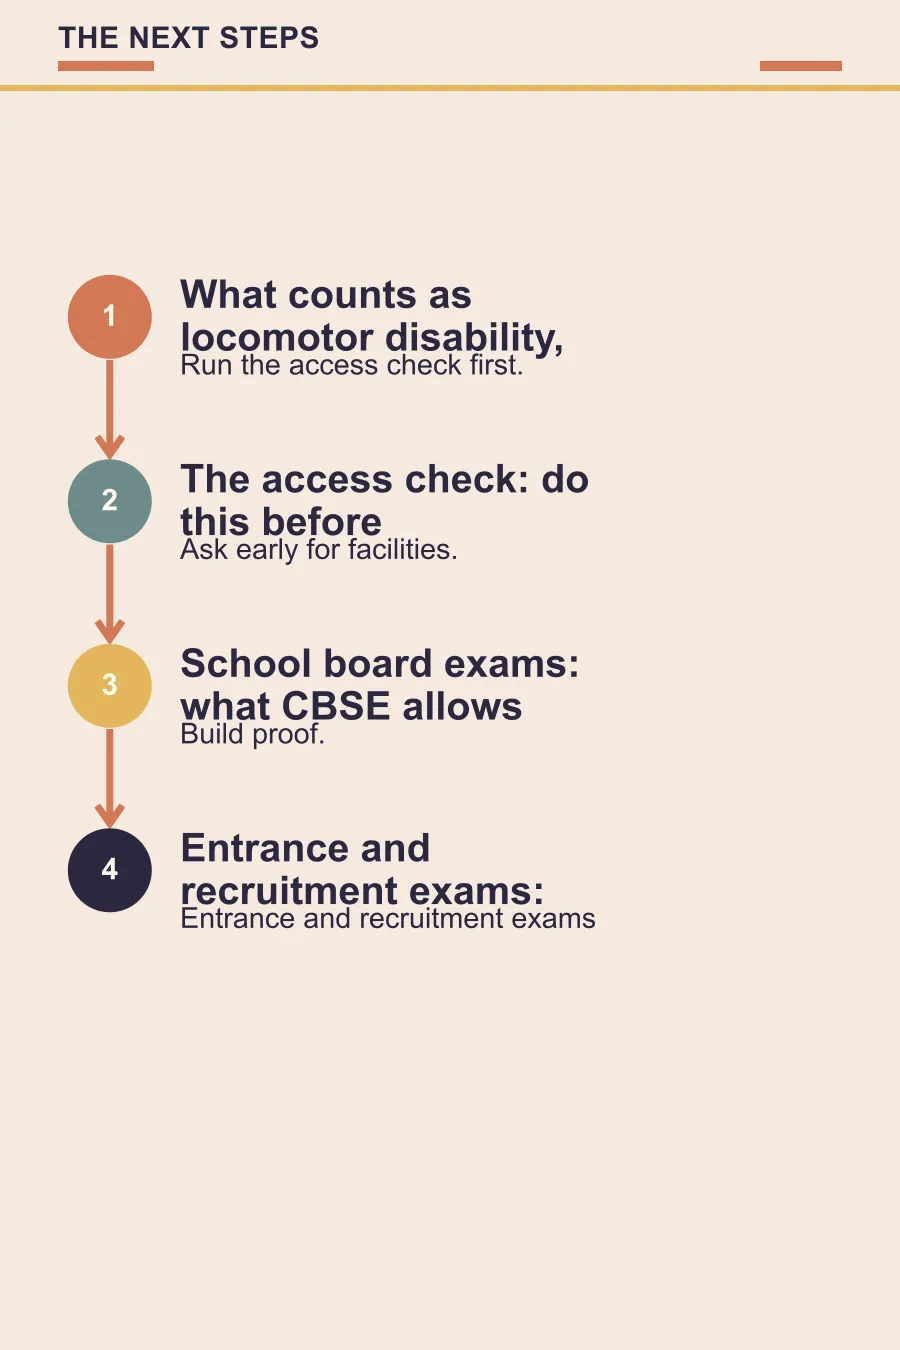 THE NEXT STEPS
1
What counts as
locomotor disability,
Run the access check first.
2
The access check: do
this before
Ask early for facilities.
3
School board exams:
what CBSE allows
Build proof.
4
Entrance and
recruitment exams:
Entrance and recruitment exams